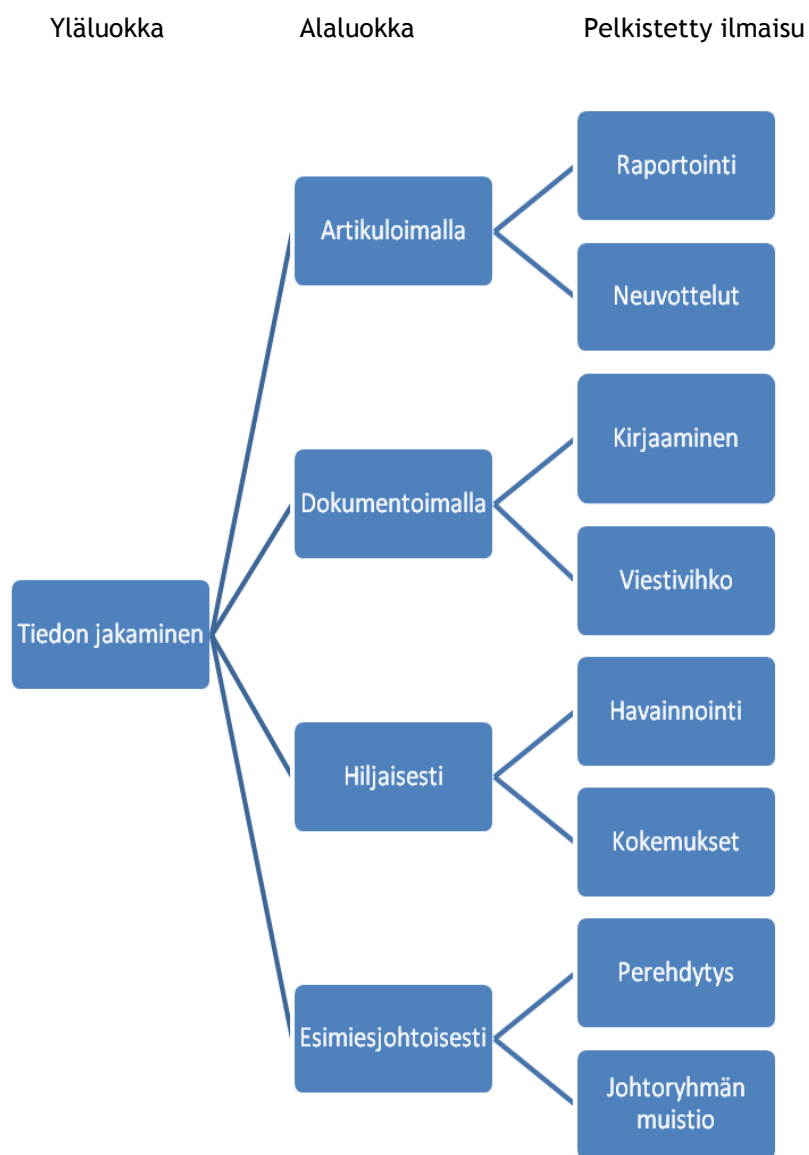 Yläluokka Alaluokka Pelkistetty ilmaisu
Raportointi
Artikuloimalla
Neuvottelut
Kirjaaminen
Dokumentoimalla
Viestivihko
Tiedon jakaminen
Havainnointi
Hiljaisesti
Kokemukset
Perehdytys
Esimiesjohtoisesti
Johtoryhmän
muistio